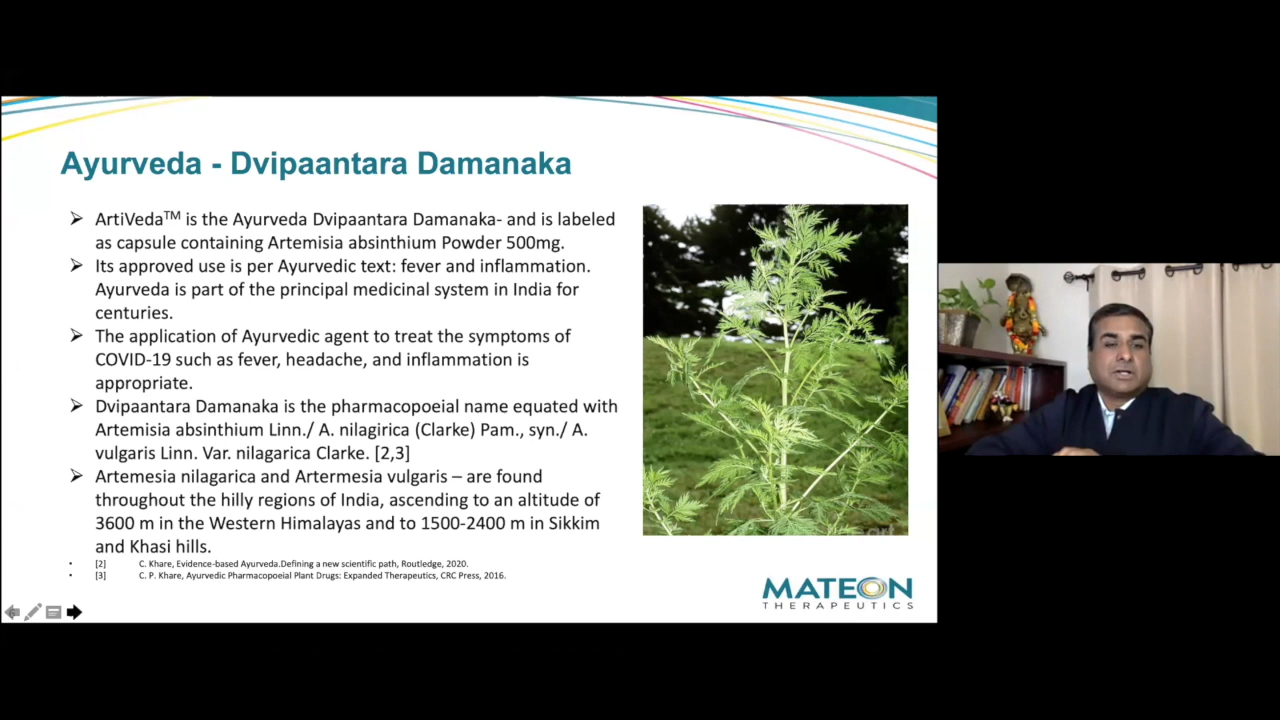 Ayurveda - Dvipaantara Damanaka
➢ ArtiVeda™ is the Ayurveda Dvipaantara Damanaka- and is labeled
as capsule containing Artemisia absinthium Powder 500mg.
➢ Its approved use is per Ayurvedic text: fever and inflammation.
Ayurveda is part of the principal medicinal system in India for
centuries.
➢ The application of Ayurvedic agent to treat the symptoms of
COVID-19 such as fever, headache, and inflammation is
appropriate.
➢ Dvipaantara Damanaka is the pharmacopoeial name equated with
Artemisia absinthium Linn./ A. nilagirica (Clarke) Pam., syn./ A.
vulgaris Linn. Var. nilagarica Clarke. [2,3]
➢ Artemesia nilagarica and Artermesia vulgaris – are found
throughout the hilly regions of India, ascending to an altitude of
3600 m in the Western Himalayas and to 1500-2400 m in Sikkim
and Khasi hills.
• [2] C. Khare, Evidence-based Ayurveda.Defining a new scientific path, Routledge, 2020.
• [3] C. P. Khare, Ayurvedic Pharmacopoeial Plant Drugs: Expanded Therapeutics, CRC Press, 2016.
MATEON
THERAPEUTICS